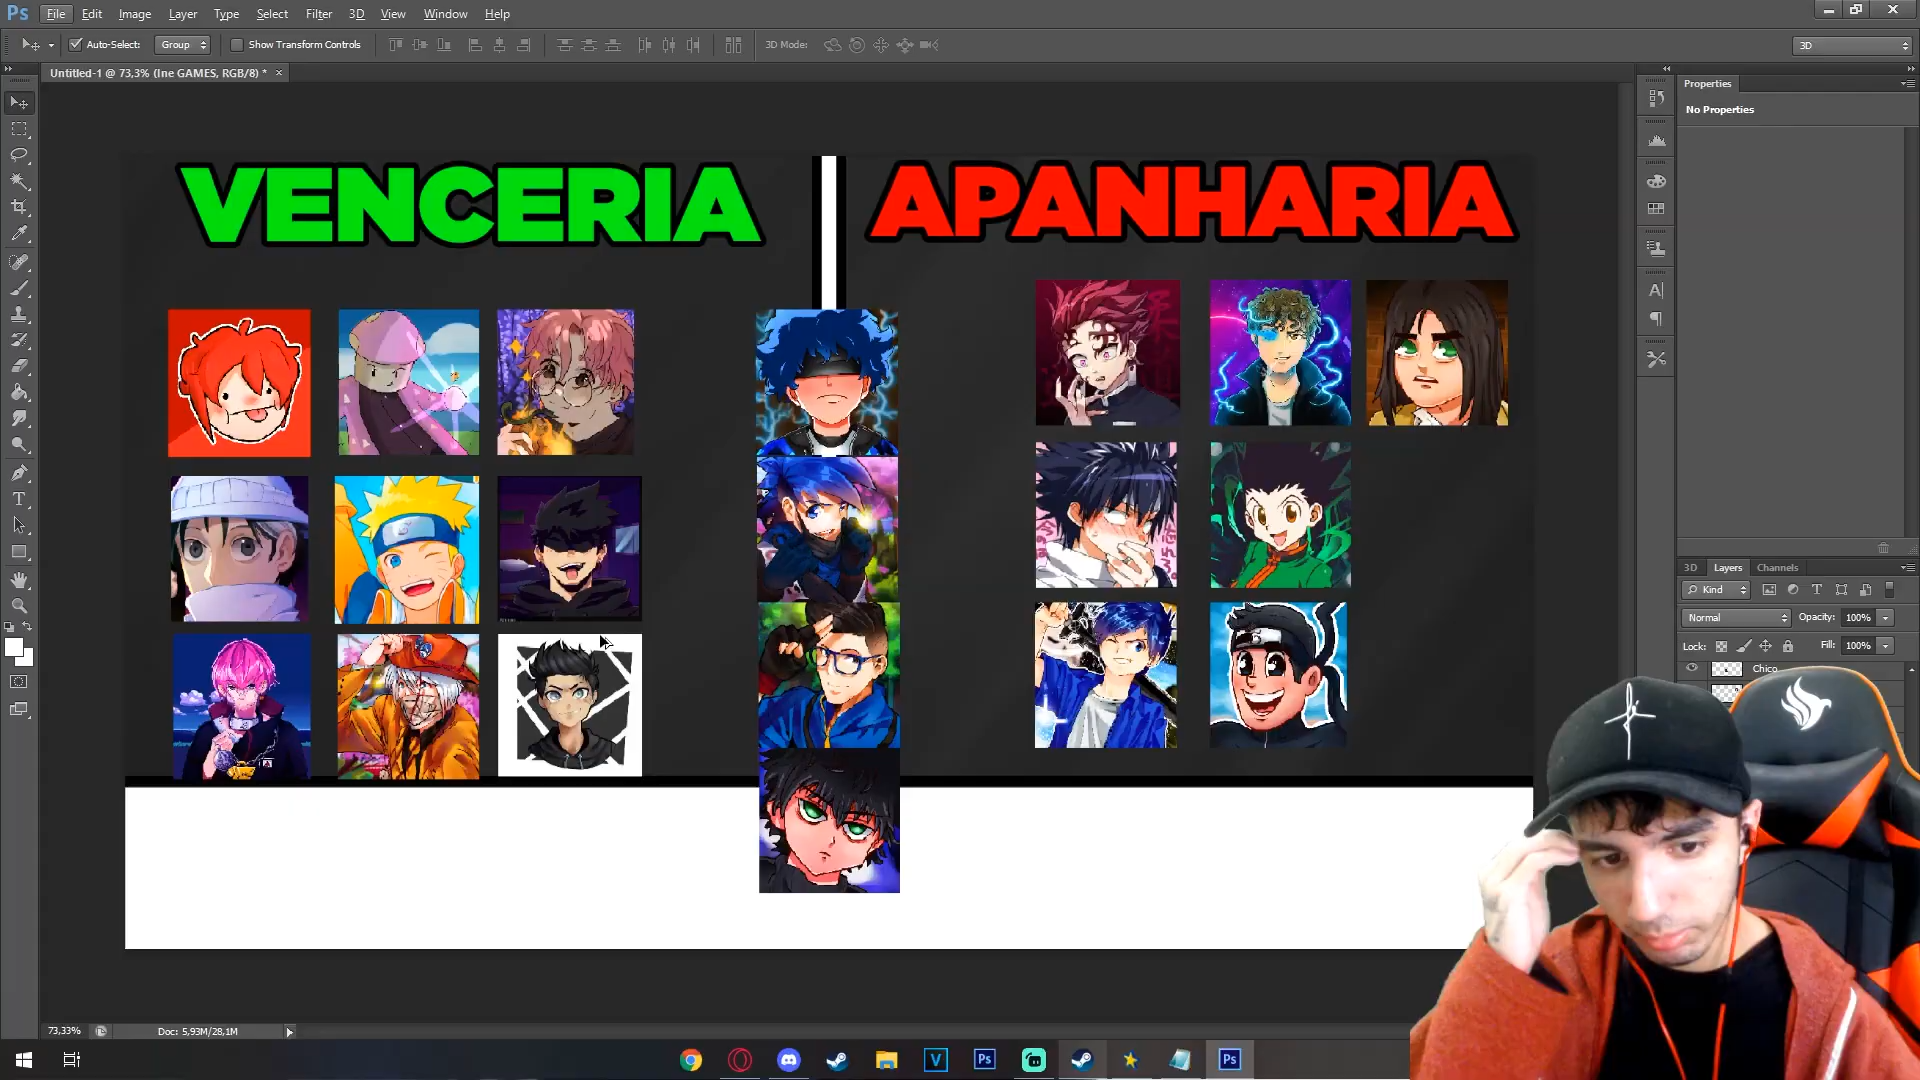 Ps File Edit Image Layer Type Select Filter 3D View Window Help
Auto-Select: Group Show Transform Controls 3D Mode: 3D
Untitled-1 @ 73,3% (Ine GAMES, RGB/8) * ×
Properties
No Properties
VENCERIA
APANHARIA
3D Layers Channels
Kind
Normal Opacity: 100%
Lock: Fill: 100%
Chico
73,33% Doc: 5,93M/28,1M
V Ps Ps